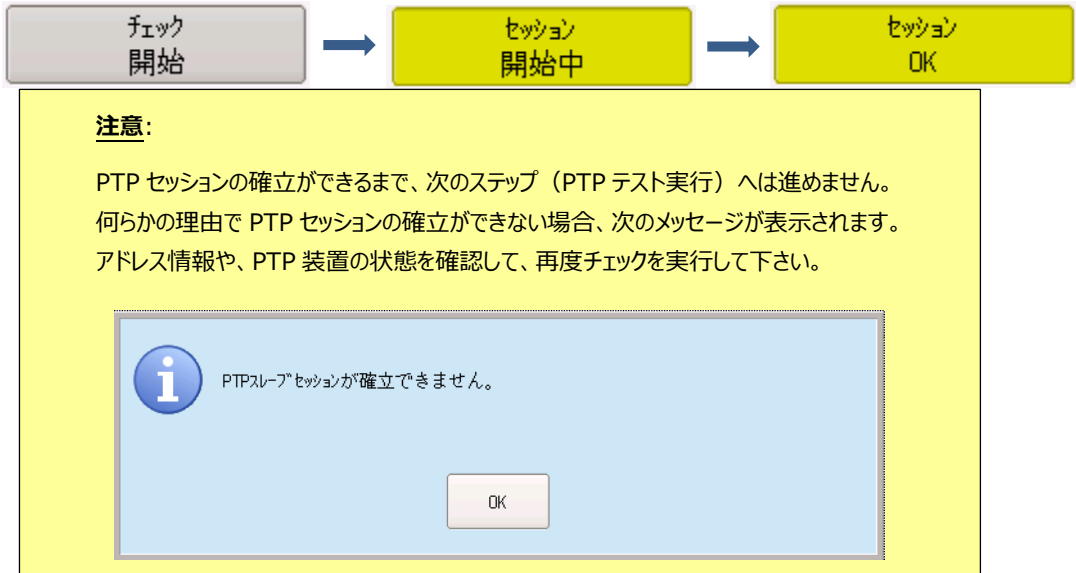 ﾁｪｯｸ
開始
ｾｯｼｮﾝ
開始中
ｾｯｼｮﾝ
OK
注意:
PTP セッションの確立ができるまで、次のステップ（PTP テスト実行）へは進めません。
何らかの理由で PTP セッションの確立ができない場合、次のメッセージが表示されます。
アドレス情報や、PTP 装置の状態を確認して、再度チェックを実行して下さい。
PTPｽﾚｰﾌﾞｾｯｼｮﾝが確立できません。
OK